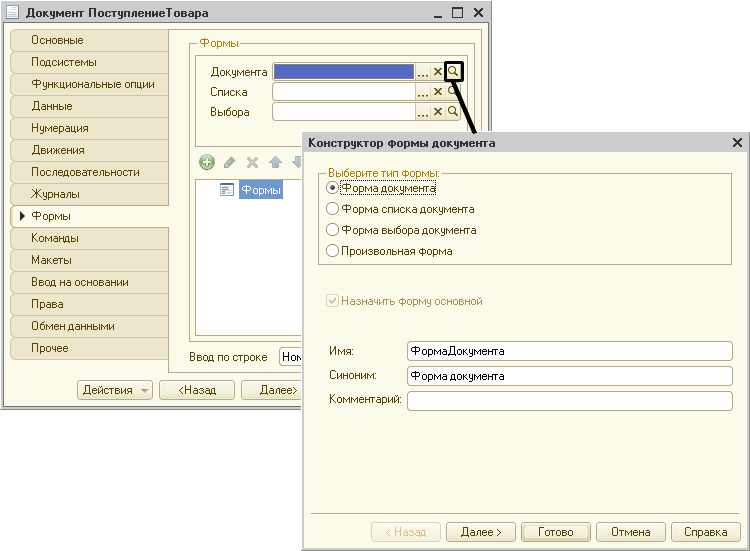 Документ ПоступлениеТовара
Основные
Подсистемы
Функциональные опции
Данные
Нумерация
Движения
Последовательности
Журналы
Формы
Команды
Макеты
Ввод на основании
Права
Обмен данными
Прочее
Формы
Документа
Списка
Выбора
Формы
Ввод по строке
Ном
Действия
<Назад
Далее>
Конструктор формы документа
Выберите тип формы:
Форма документа
Форма списка документа
Форма выбора документа
Произвольная форма
Назначить форму основной
Имя: ФормаДокумента
Синоним: Форма документа
Комментарий:
< Назад
Далее >
Готово
Отмена
Справка